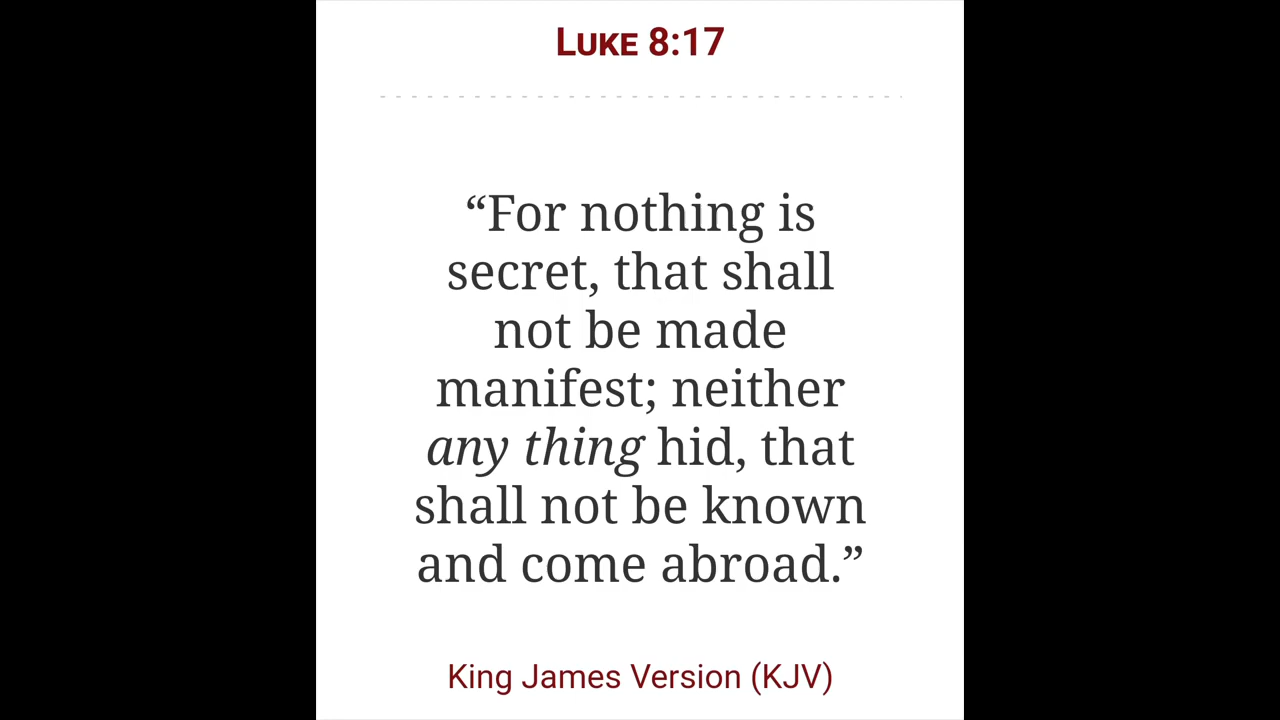 Luke 8:17
“For nothing is
secret, that shall
not be made
manifest; neither
any thing hid, that
shall not be known
and come abroad.”
King James Version (KJV)